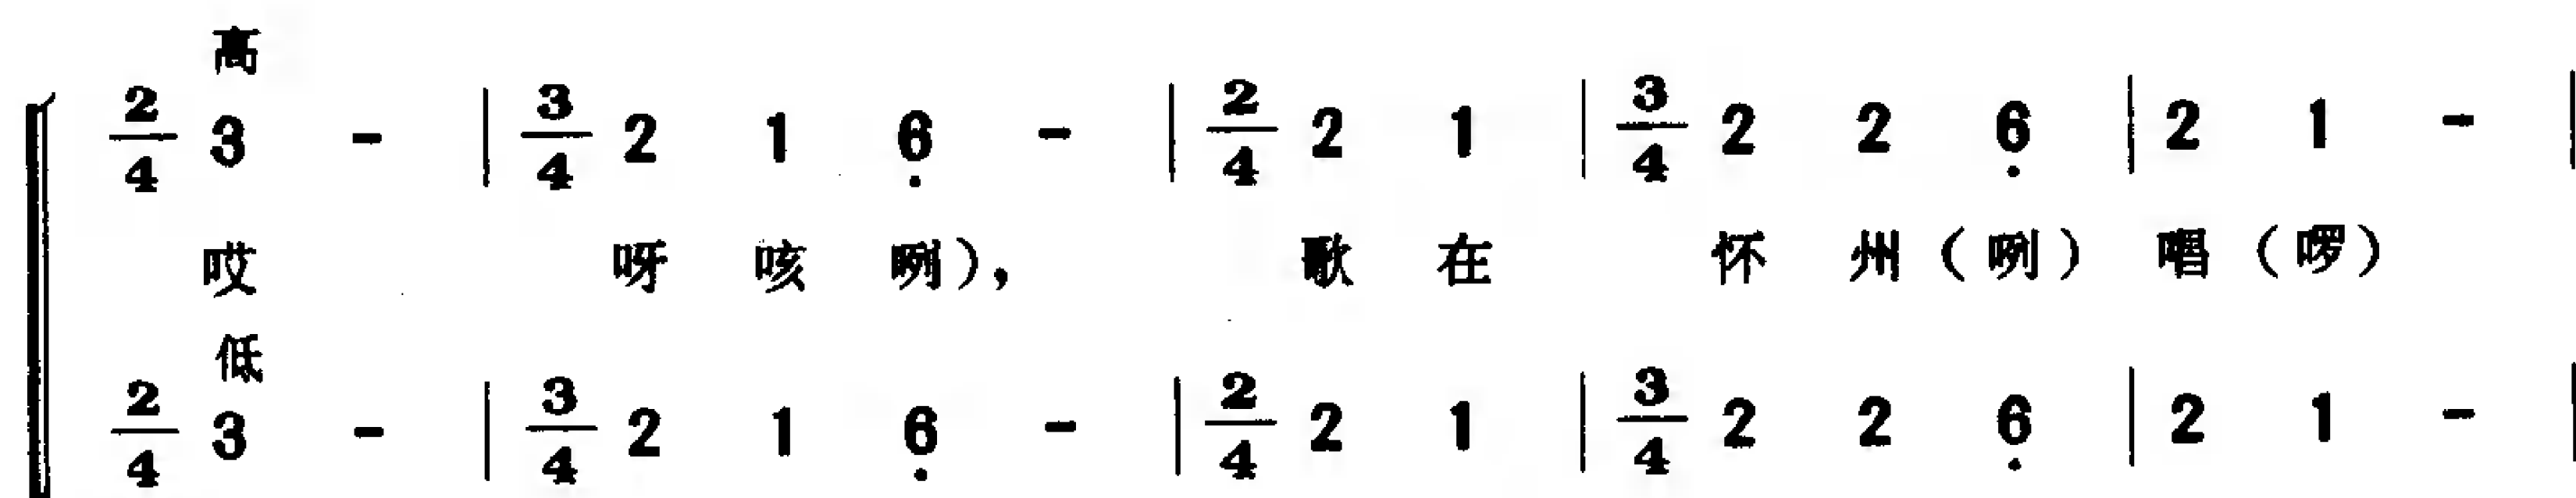 高
2/4 3 - | 3/4 2 1 6̣ - | 2/4 2 1 | 3/4 2 2 6̣ | 2 1 - |
哎 呀 咳 咧), 歌 在 怀 州 (咧) 唱 (啰)
低
2/4 3 - | 3/4 2 1 6̣ - | 2/4 2 1 | 3/4 2 2 6̣ | 2 1 - |